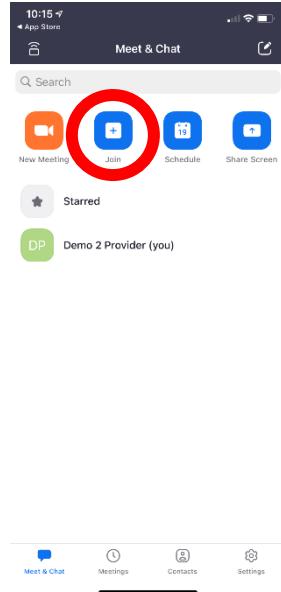 10:15
App Store
Meet & Chat
Search
19
New Meeting Join Schedule Share Screen
Starred
DP Demo 2 Provider (you)
Meet & Chat Meetings Contacts Settings